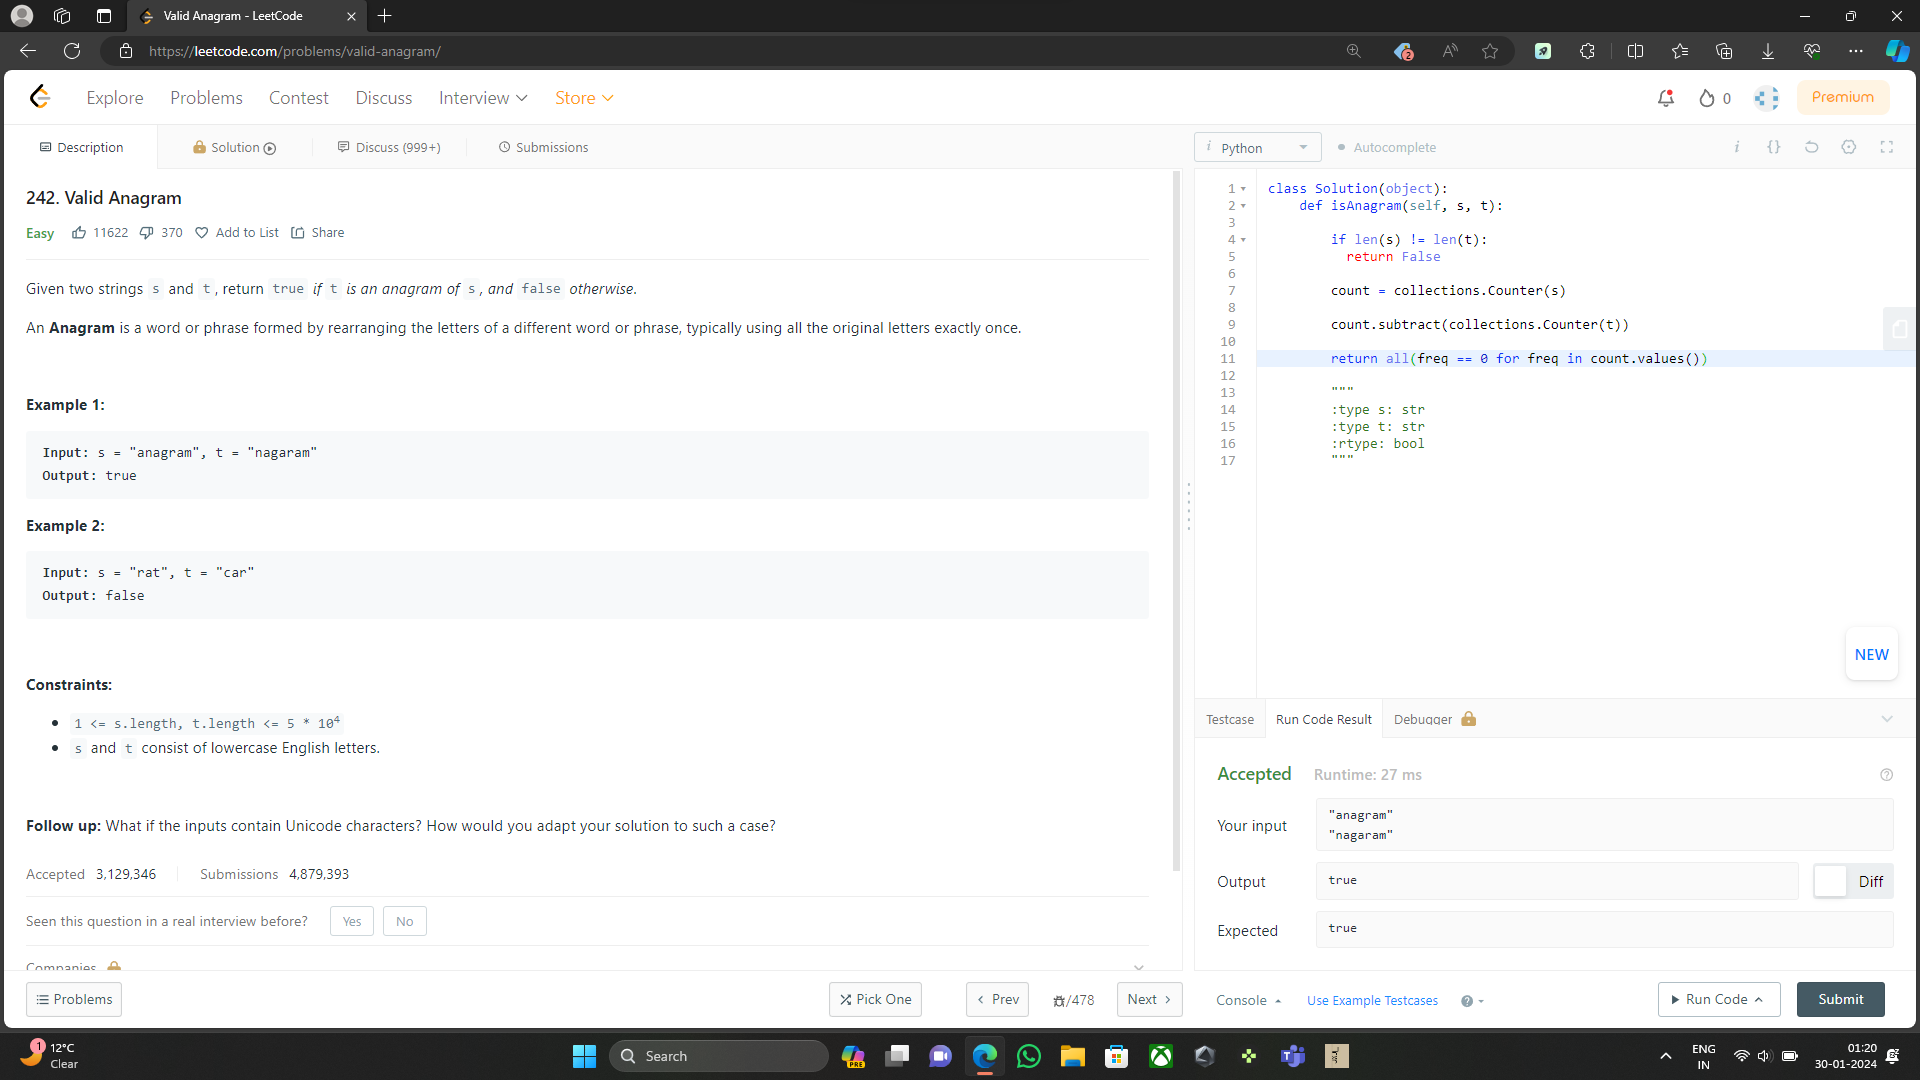 Valid Anagram - LeetCode
https://leetcode.com/problems/valid-anagram/
2
Explore Problems Contest Discuss Interview Store
0 Premium
Description Solution Discuss (999+) Submissions
242. Valid Anagram
Easy 11622 370 Add to List Share
Given two strings s and t, return true if t is an anagram of s, and false otherwise.
An Anagram is a word or phrase formed by rearranging the letters of a different word or phrase, typically using all the original letters exactly once.
Example 1:
Input: s = "anagram", t = "nagaram"
Output: true
Example 2:
Input: s = "rat", t = "car"
Output: false
Constraints:
1 <= s.length, t.length <= 5 * 10⁴
s and t consist of lowercase English letters.
Follow up: What if the inputs contain Unicode characters? How would you adapt your solution to such a case?
Accepted 3,129,346 Submissions 4,879,393
Seen this question in a real interview before? Yes No
Companies
Problems Pick One Prev /478 Next
i Python Autocomplete
1 class Solution(object):
2 def isAnagram(self, s, t):
3
4 if len(s) != len(t):
5 return False
6
7 count = collections.Counter(s)
8
9 count.subtract(collections.Counter(t))
10
11 return all(freq == 0 for freq in count.values())
12
13 """
14 :type s: str
15 :type t: str
16 :rtype: bool
17 """
NEW
Testcase Run Code Result Debugger
Accepted Runtime: 27 ms
Your input
"anagram"
"nagaram"
Output true Diff
Expected true
Console Use Example Testcases Run Code Submit
1
12°C
Clear
Search
PRE
ENG
IN
01:20
30-01-2024